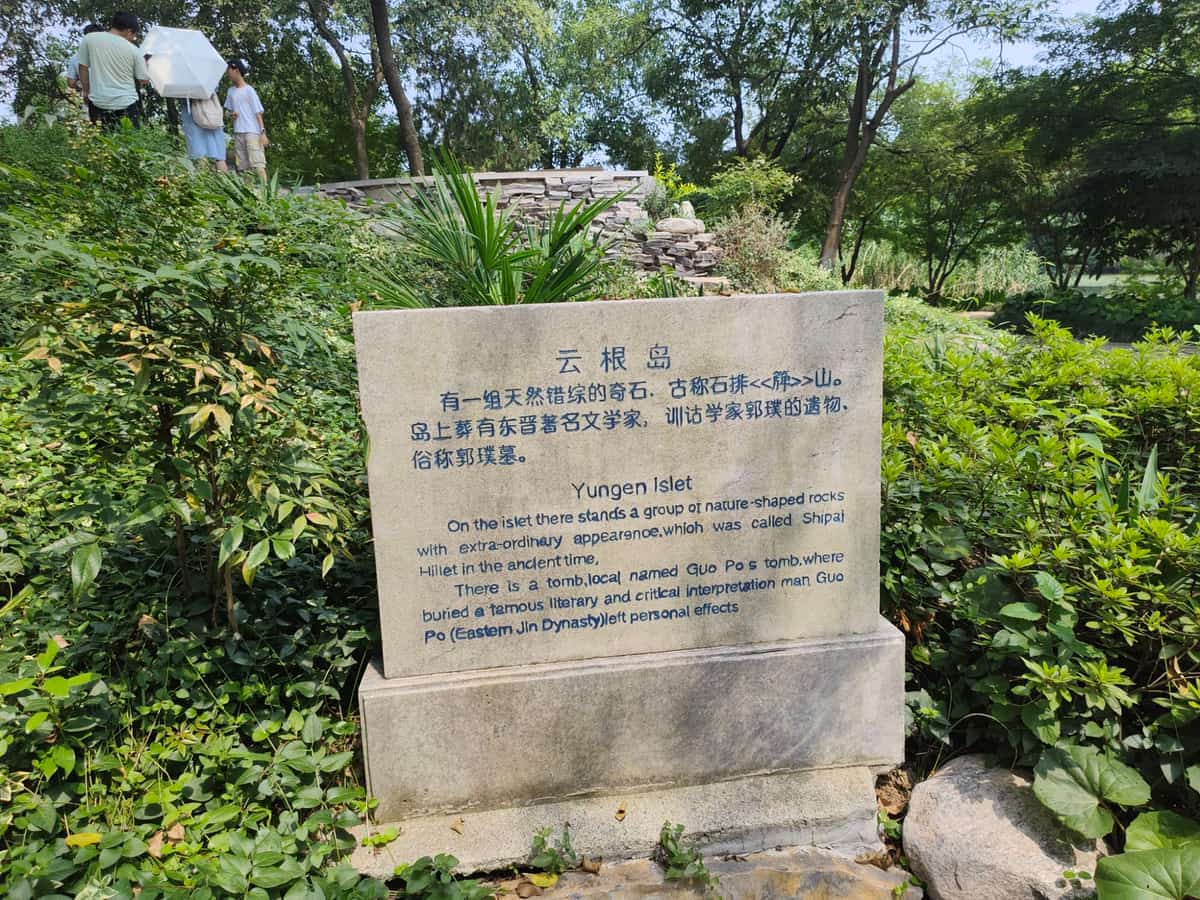 云根岛
有一组天然错综的奇石，古称石排<<簰>>山。
岛上葬有东晋著名文学家，训诂学家郭璞的遗物、
俗称郭璞墓。
Yungen Islet
On the islet there stands a group of nature-shaped rocks
with extra-ordinary appearence,which was called Shipai
Hillet in the ancient time,
There is a tomb,local named Guo Po s tomb,where
buried a famous literary and critical interpretation man Guo
Po (Eastern Jin Dynasty)left personal effects